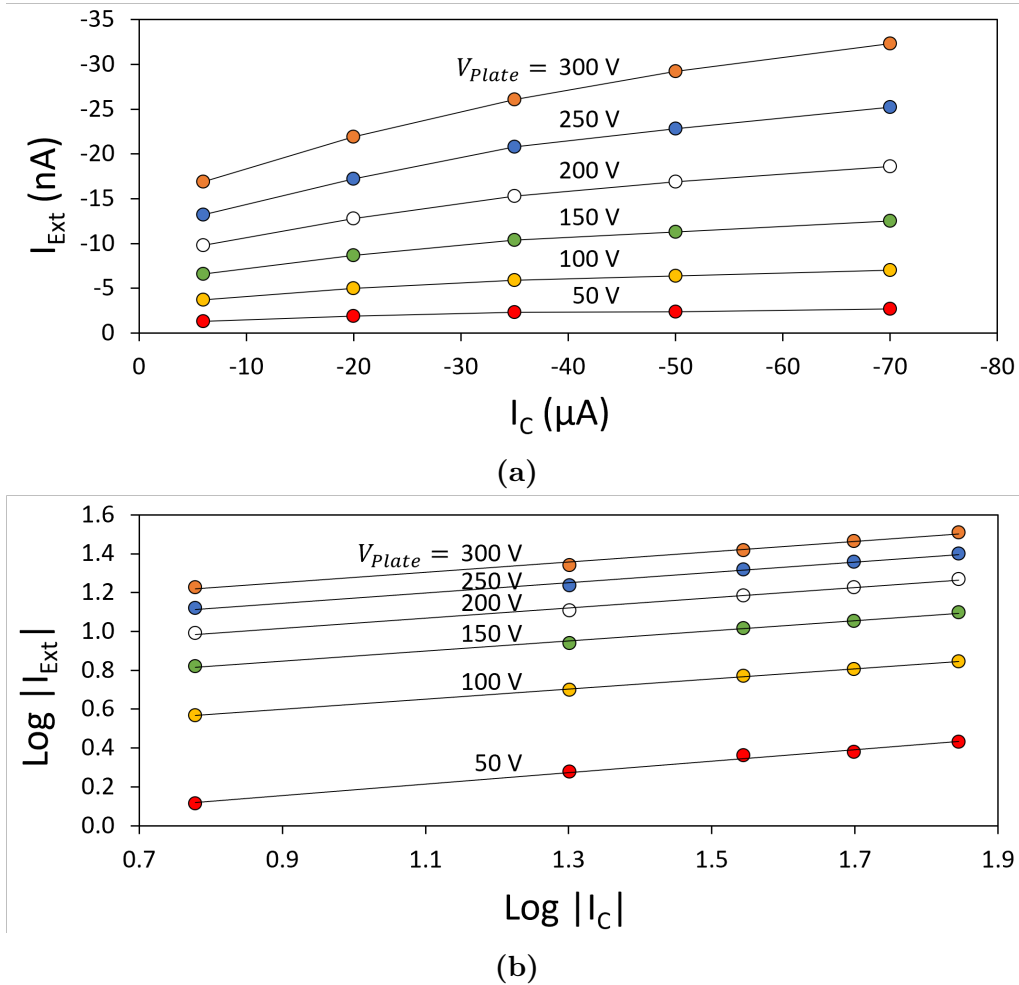 -35
-30
-25
-20
-15
-10
-5
0
I_Ext (nA)
V_Plate = 300 V
250 V
200 V
150 V
100 V
50 V
0 -10 -20 -30 -40 -50 -60 -70 -80
I_C (μA)
(a)
1.6
1.4
1.2
1.0
0.8
0.6
0.4
0.2
0.0
Log |I_Ext|
V_Plate = 300 V
250 V
200 V
150 V
100 V
50 V
0.7 0.9 1.1 1.3 1.5 1.7 1.9
Log |I_C|
(b)